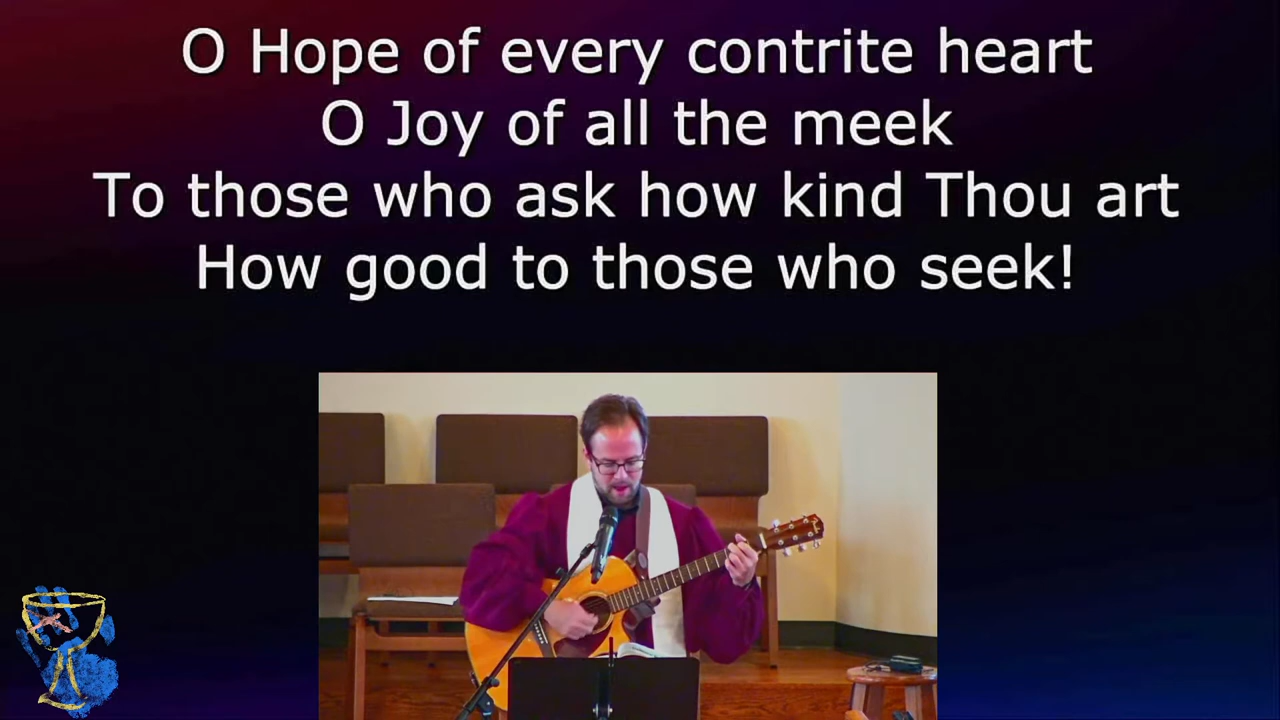 O Hope of every contrite heart
O Joy of all the meek
To those who ask how kind Thou art
How good to those who seek!